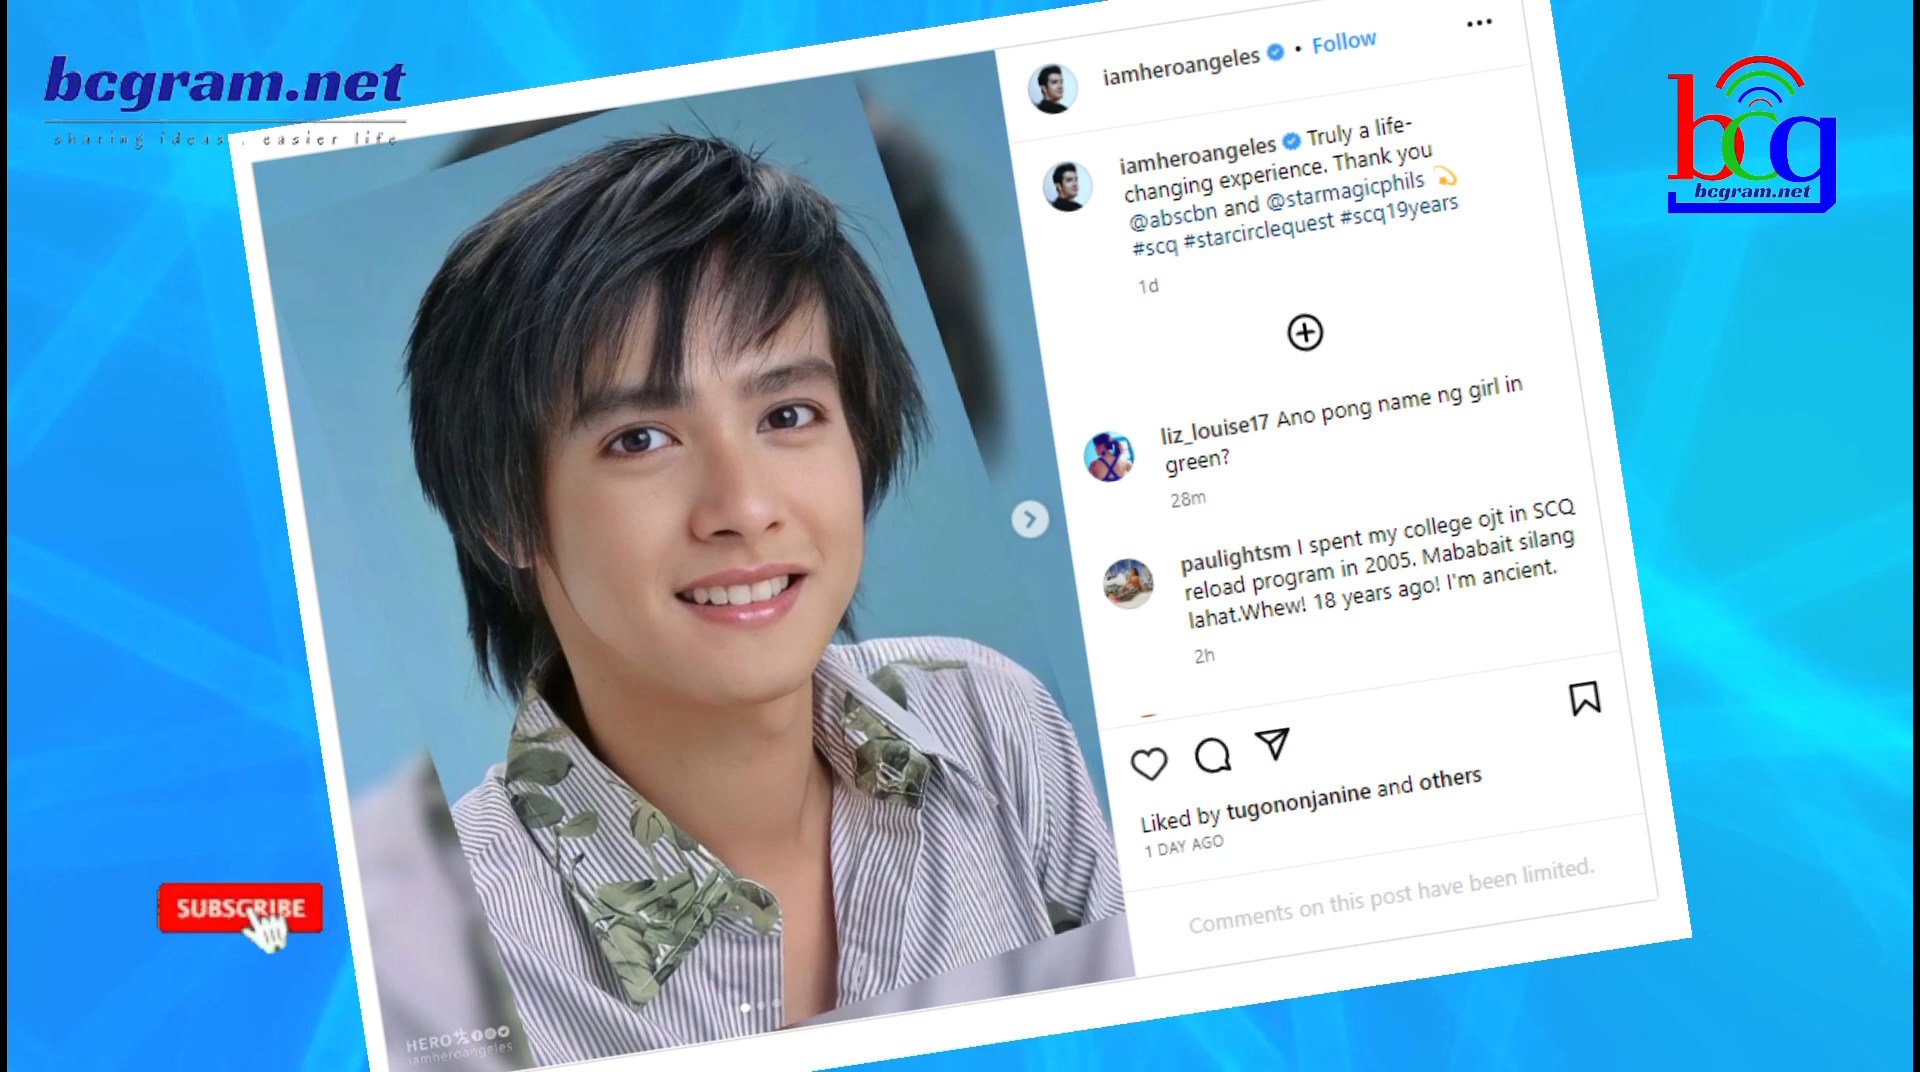 bcgram.net
sharing ideas . easier life
iamheroangeles • Follow
iamheroangeles Truly a life-
changing experience. Thank you
@abscbn and @starmagicphils
#scq #starcirclequest #scq19years
1d
liz_louise17 Ano pong name ng girl in
green?
28m
paulightsm I spent my college ojt in SCQ
reload program in 2005. Mababait silang
lahat.Whew! 18 years ago! I'm ancient.
2h
Liked by tugononjanine and others
1 DAY AGO
Comments on this post have been limited.
bcg
bcgram.net
SUBSCRIBE
HERO
iamheroangeles